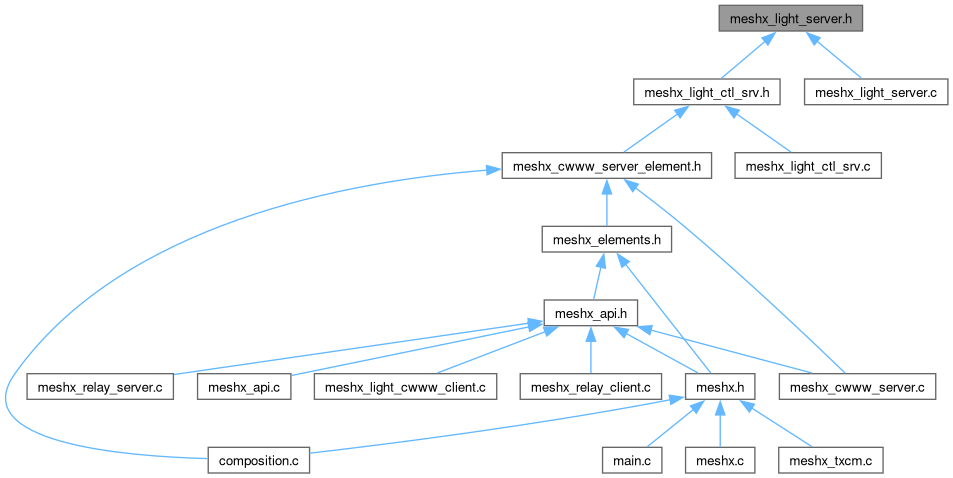 meshx_light_server.h
meshx_light_ctl_srv.h
meshx_light_server.c
meshx_cwww_server_element.h
meshx_light_ctl_srv.c
meshx_elements.h
meshx_api.h
meshx_relay_server.c
meshx_api.c
meshx_light_cwww_client.c
meshx_relay_client.c
meshx.h
meshx_cwww_server.c
composition.c
main.c
meshx.c
meshx_txcm.c